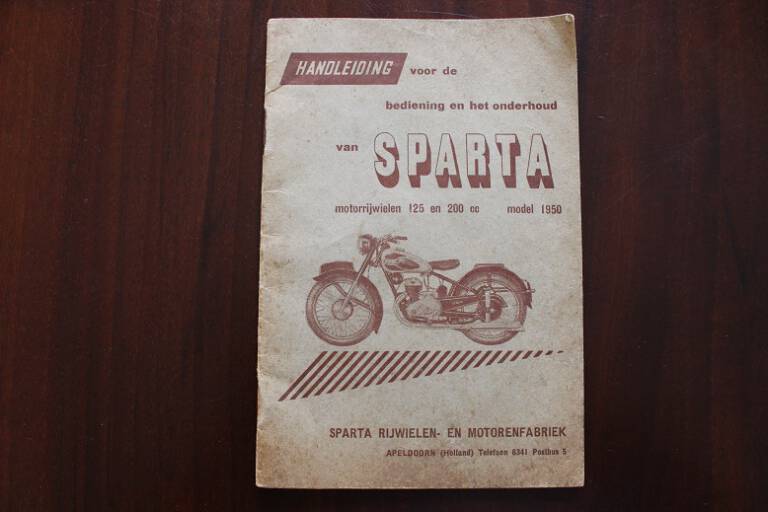 HANDLEIDING voor de
bediening en het onderhoud
van SPARTA
motorrijwielen 125 en 200 cc model 1950
SPARTA RIJWIELEN- EN MOTORENFABRIEK
APELDOORN (Holland) Telefoon 6341 Postbus 5